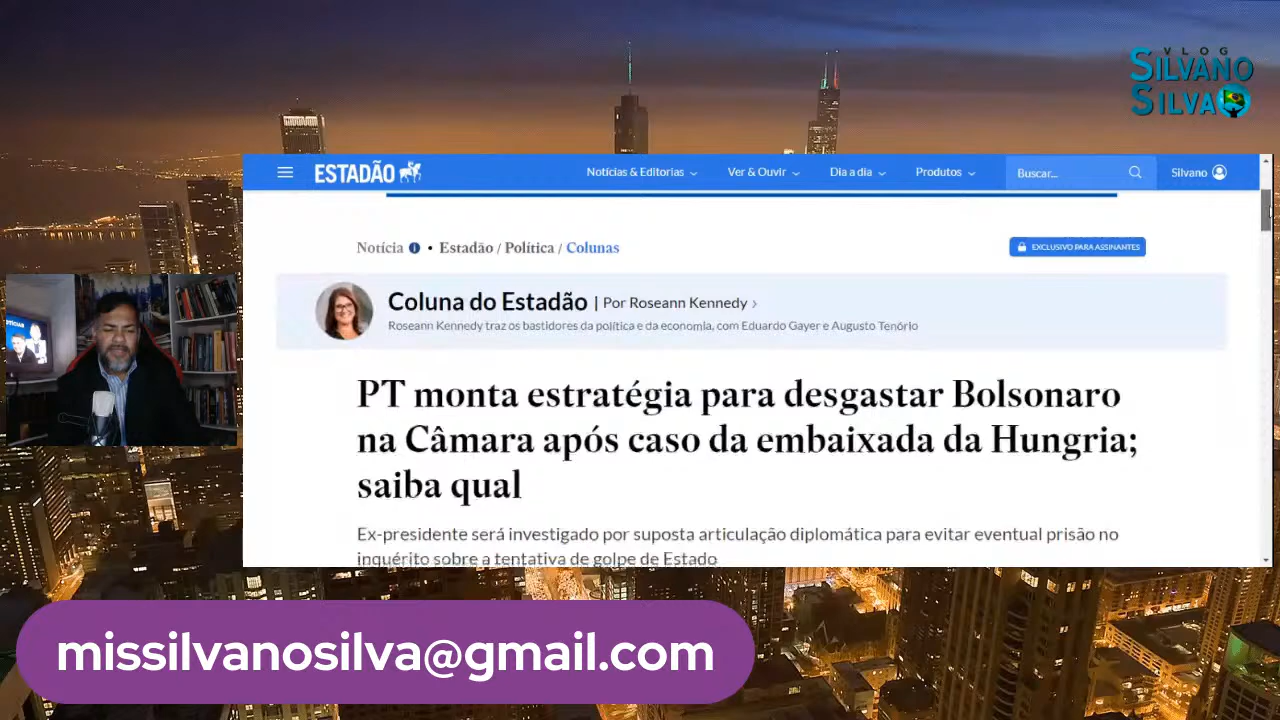 VLOG
SILVANO
SILVA
ESTADÃO
Notícias & Editorias
Ver & Ouvir
Dia a dia
Produtos
Buscar...
Silvano
Notícia • Estadão / Política / Colunas
EXCLUSIVO PARA ASSINANTES
Coluna do Estadão | Por Roseann Kennedy >
Roseann Kennedy traz os bastidores da política e da economia, com Eduardo Gayer e Augusto Tenório
PT monta estratégia para desgastar Bolsonaro
na Câmara após caso da embaixada da Hungria;
saiba qual
Ex-presidente será investigado por suposta articulação diplomática para evitar eventual prisão no
inquérito sobre a tentativa de golpe de Estado
missilvanosilva@gmail.com